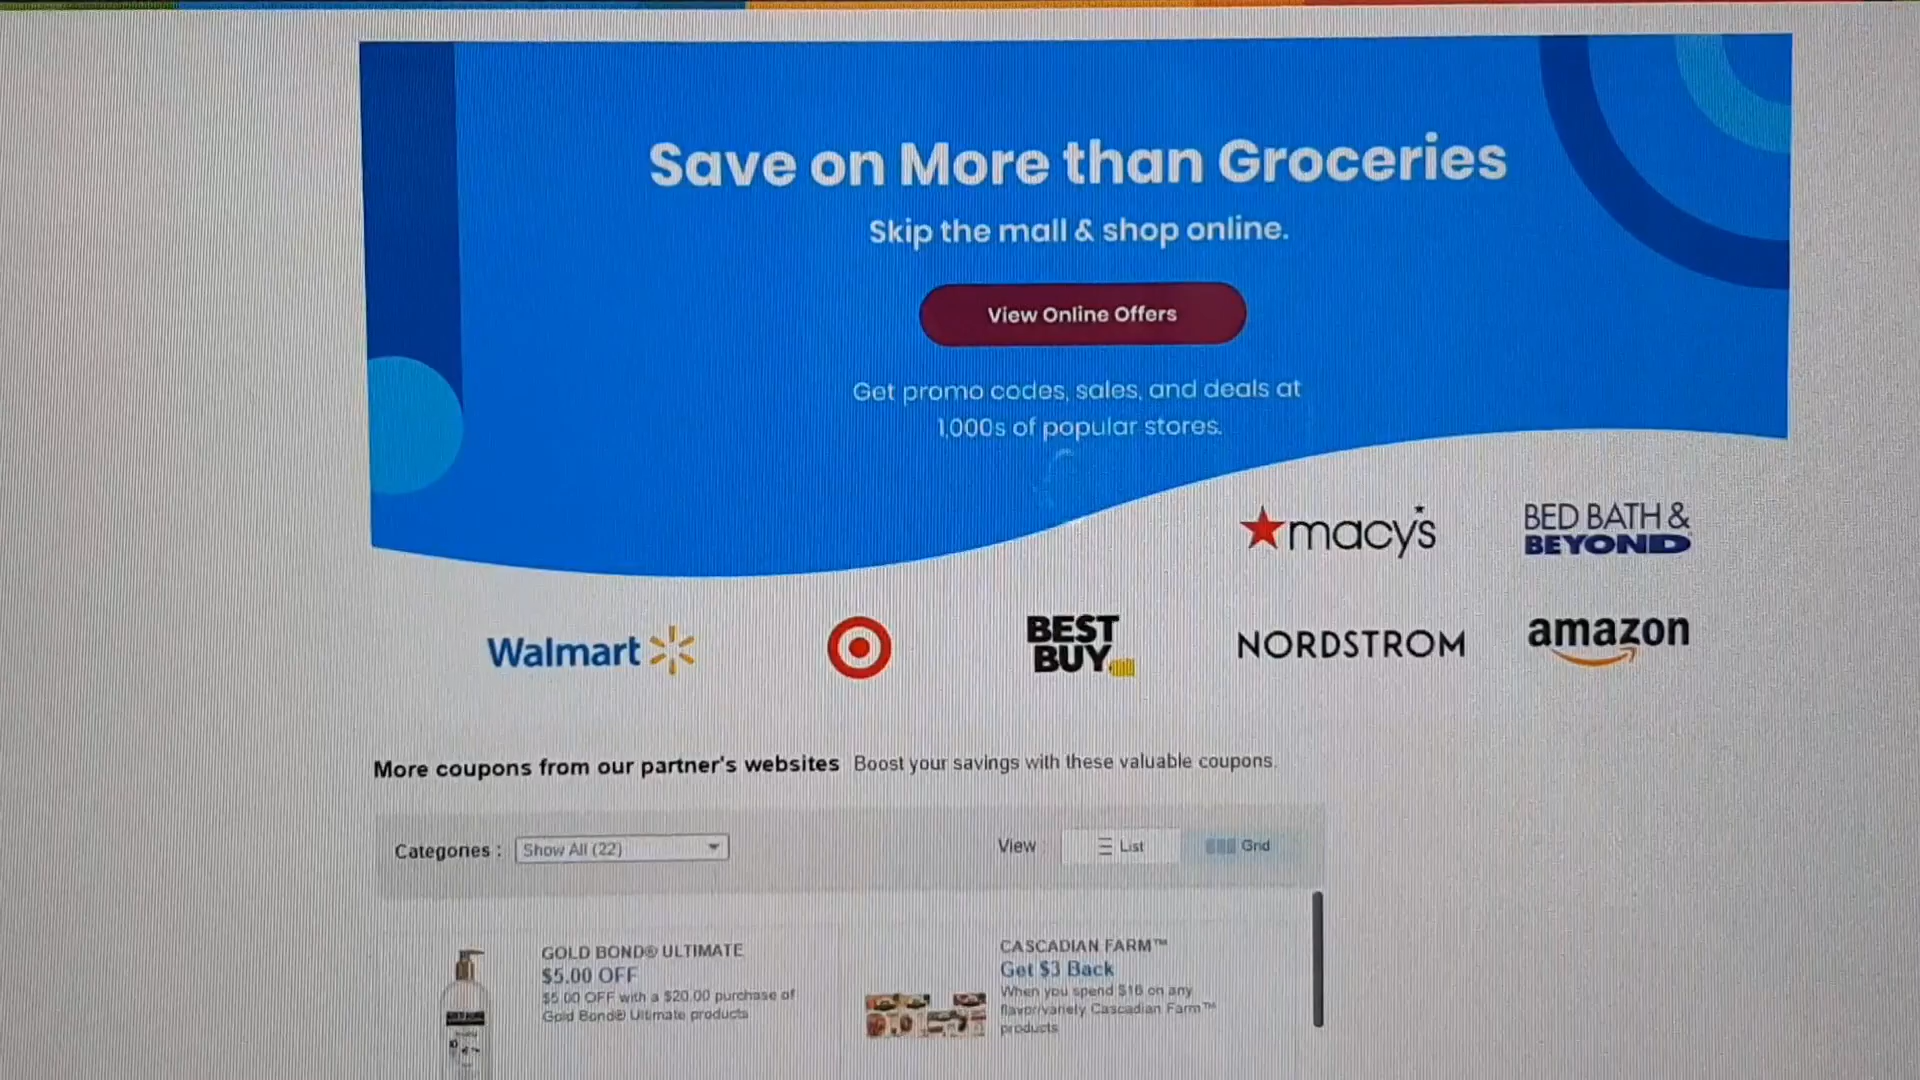 Save on More than Groceries
Skip the mall & shop online.
View Online Offers
Get promo codes, sales, and deals at
1,000s of popular stores.
macy's
BED BATH &
BEYOND
Walmart
BEST
BUY
NORDSTROM
amazon
More coupons from our partner's websites Boost your savings with these valuable coupons.
Categories : Show All (22)
View List Grid
GOLD BOND® ULTIMATE
$5.00 OFF
$5.00 OFF with a $20.00 purchase of
Gold Bond® Ultimate products
CASCADIAN FARM™
Get $3 Back
When you spend $16 on any
flavor/variety Cascadian Farm™
products